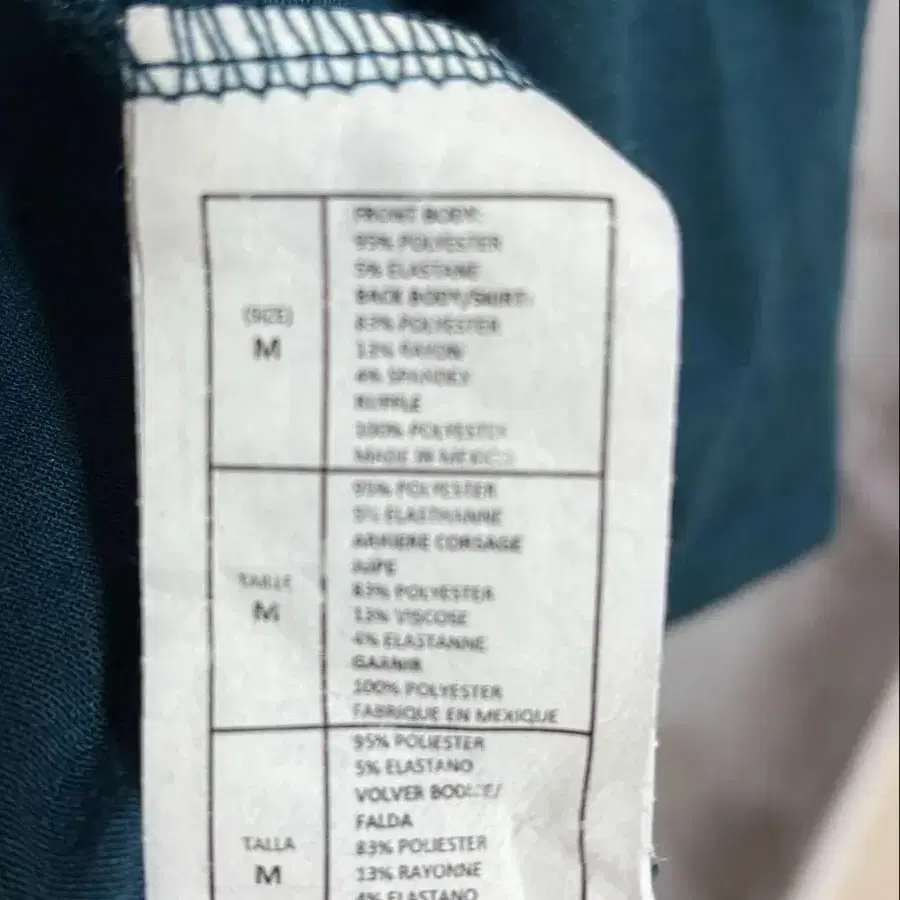 (SIZE)
M
FRONT BODY:
95% POLYESTER
5% ELASTANE
BACK BODY/SKIRT:
83% POLYESTER
13% RAYON
4% SPANDEX
RUFFLE
100% POLYESTER
MADE IN MEXICO
TAILLE
M
95% POLYESTER
5% ELASTHANNE
ARRIERE CORSAGE
JUPE
83% POLYESTER
13% VISCOSE
4% ELASTANNE
GARNIR
100% POLYESTER
FABRIQUE EN MEXIQUE
TALLA
M
95% POLIESTER
5% ELASTANO
VOLVER
FALDA
83% POLIESTER
13% RAYONNE
4% ELASTANO